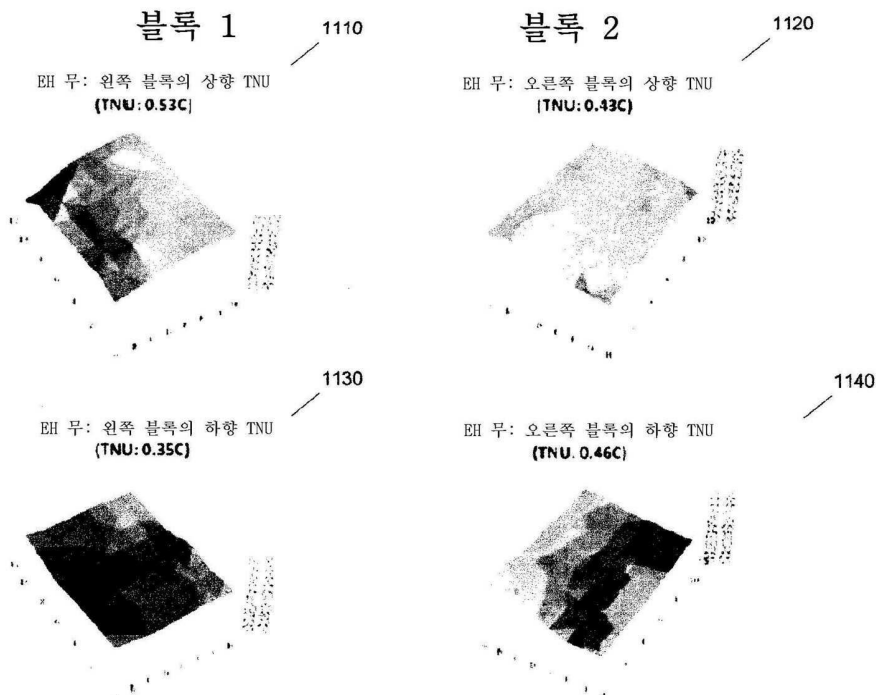 블록 1
1110
블록 2
1120
EH 무: 왼쪽 블록의 상향 TNU
(TNU: 0.53C)
EH 무: 오른쪽 블록의 상향 TNU
(TNU: 0.43C)
1130
1140
EH 무: 왼쪽 블록의 하향 TNU
(TNU: 0.35C)
EH 무: 오른쪽 블록의 하향 TNU
(TNU. 0.46C)